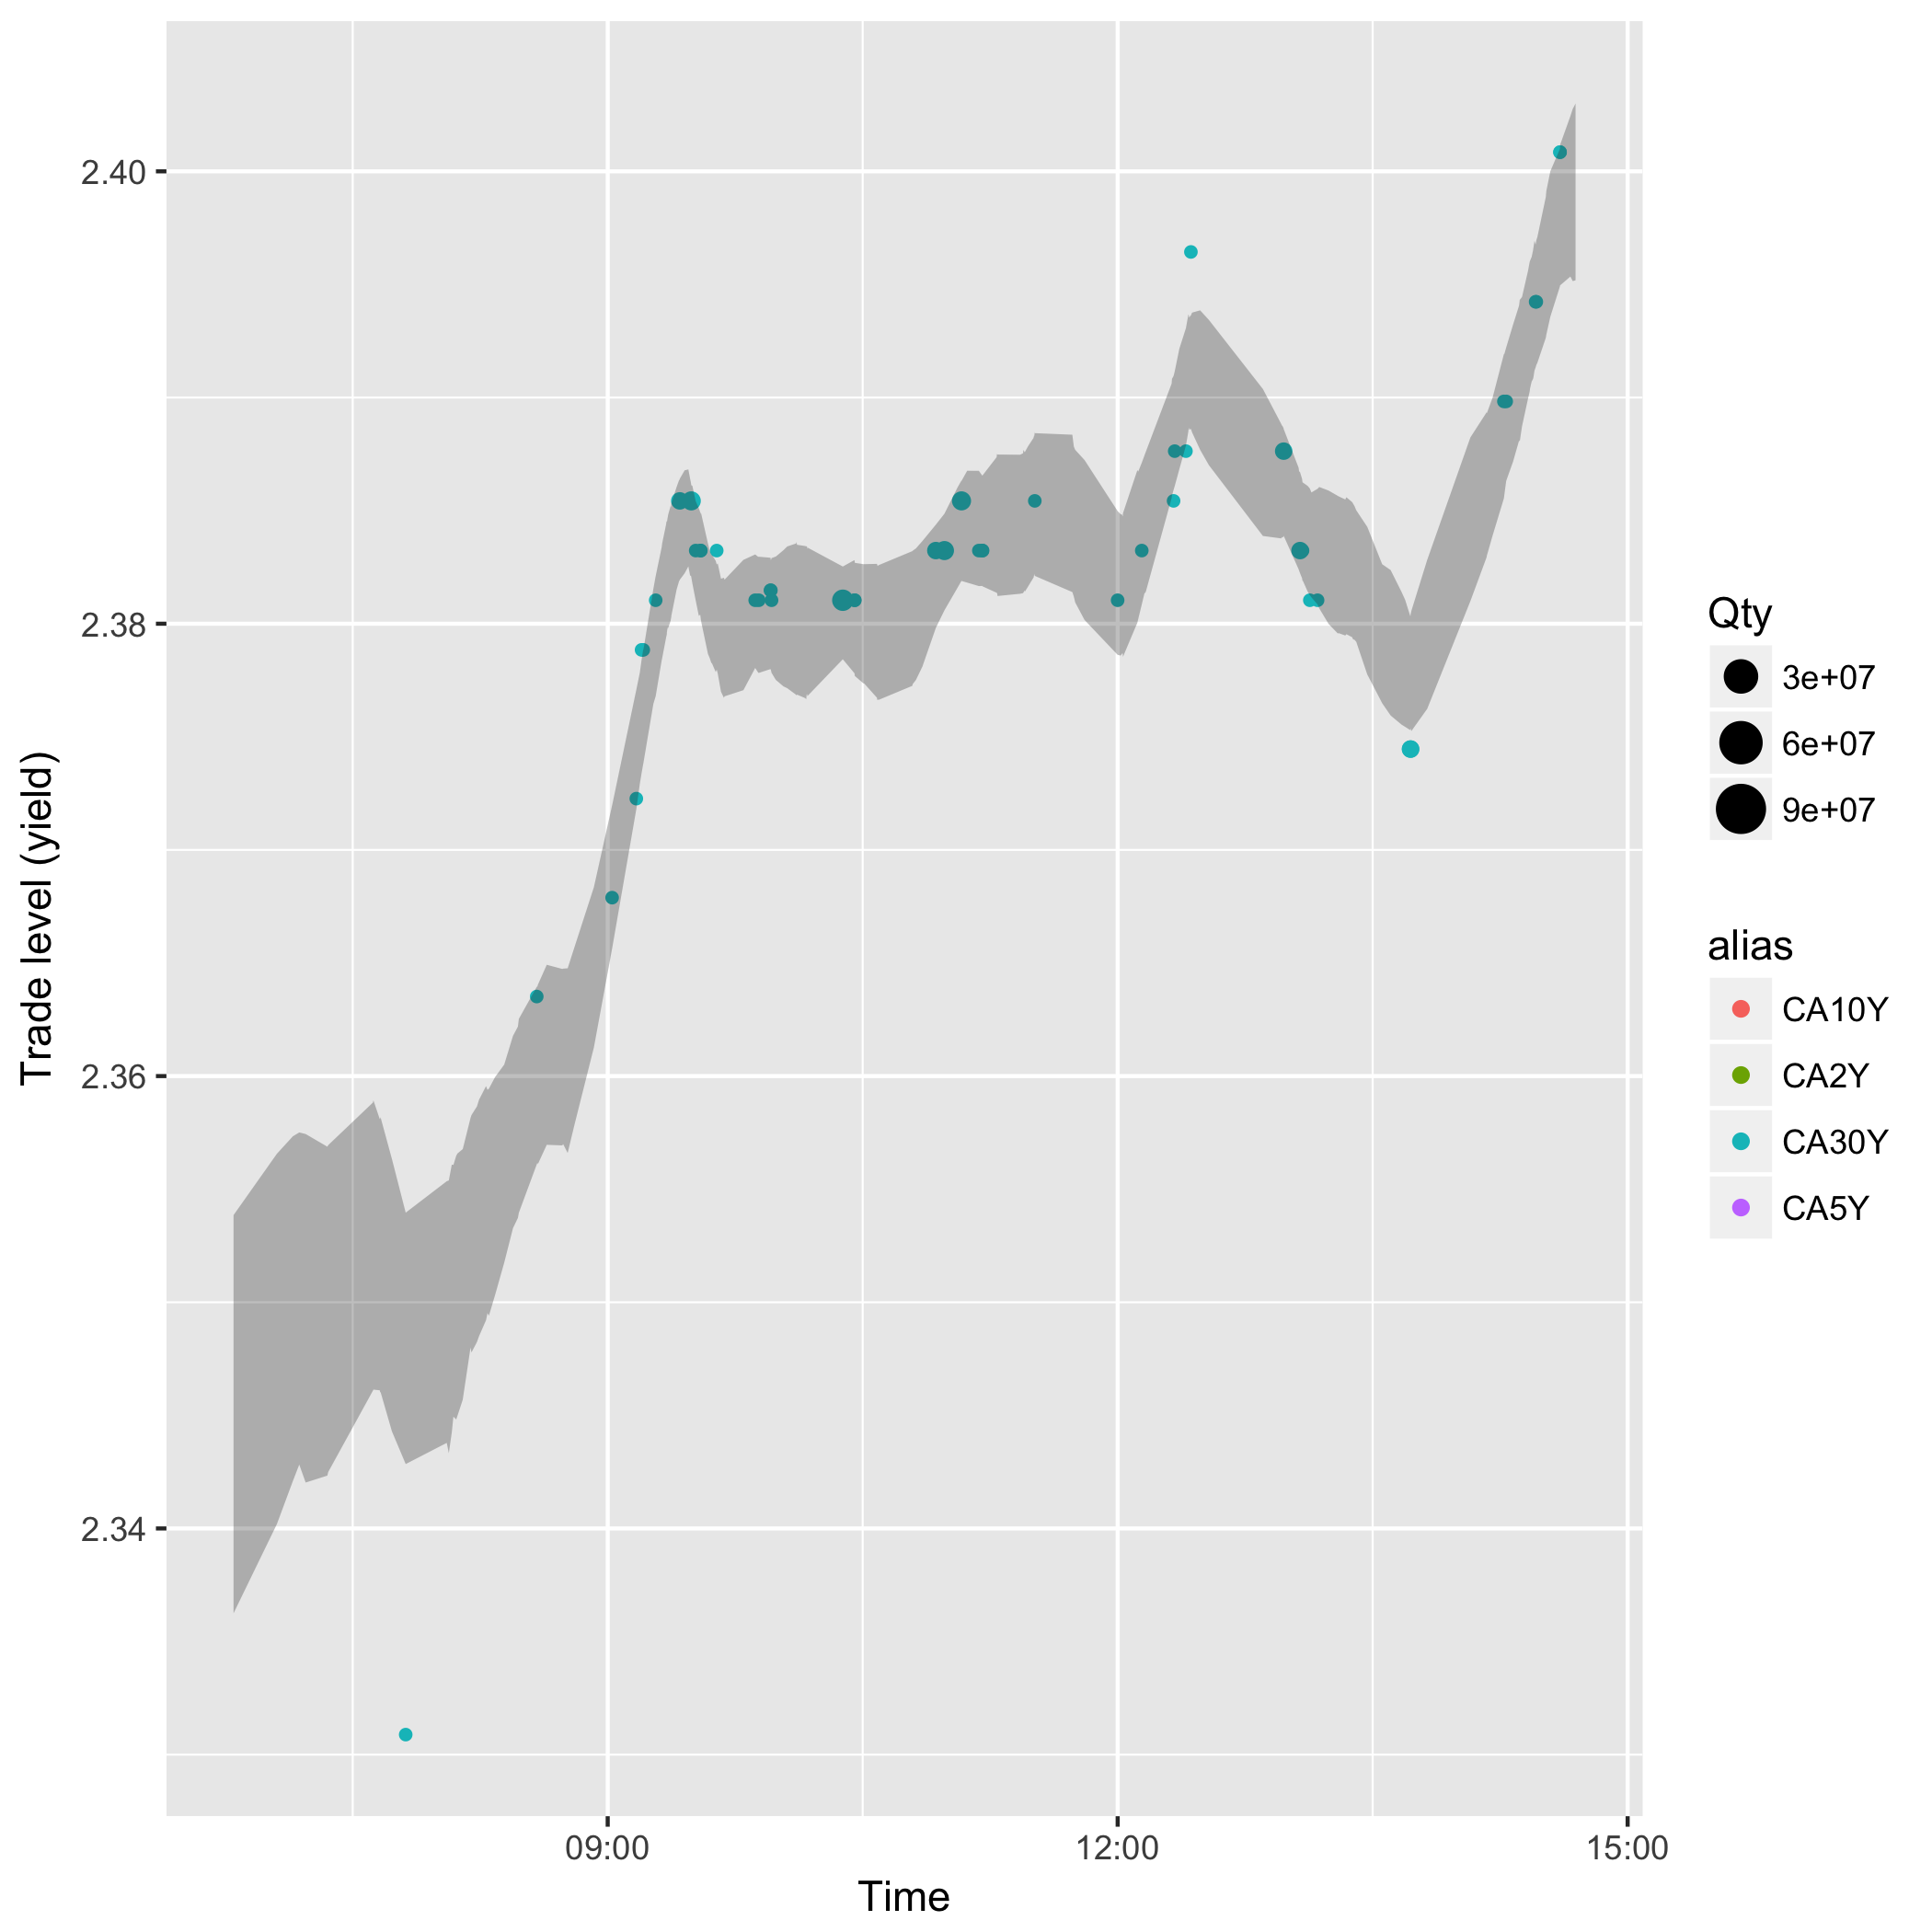 2.40
2.38
2.36
2.34
Trade level (yield)
09:00
12:00
15:00
Time
Qty
3e+07
6e+07
9e+07
alias
CA10Y
CA2Y
CA30Y
CA5Y